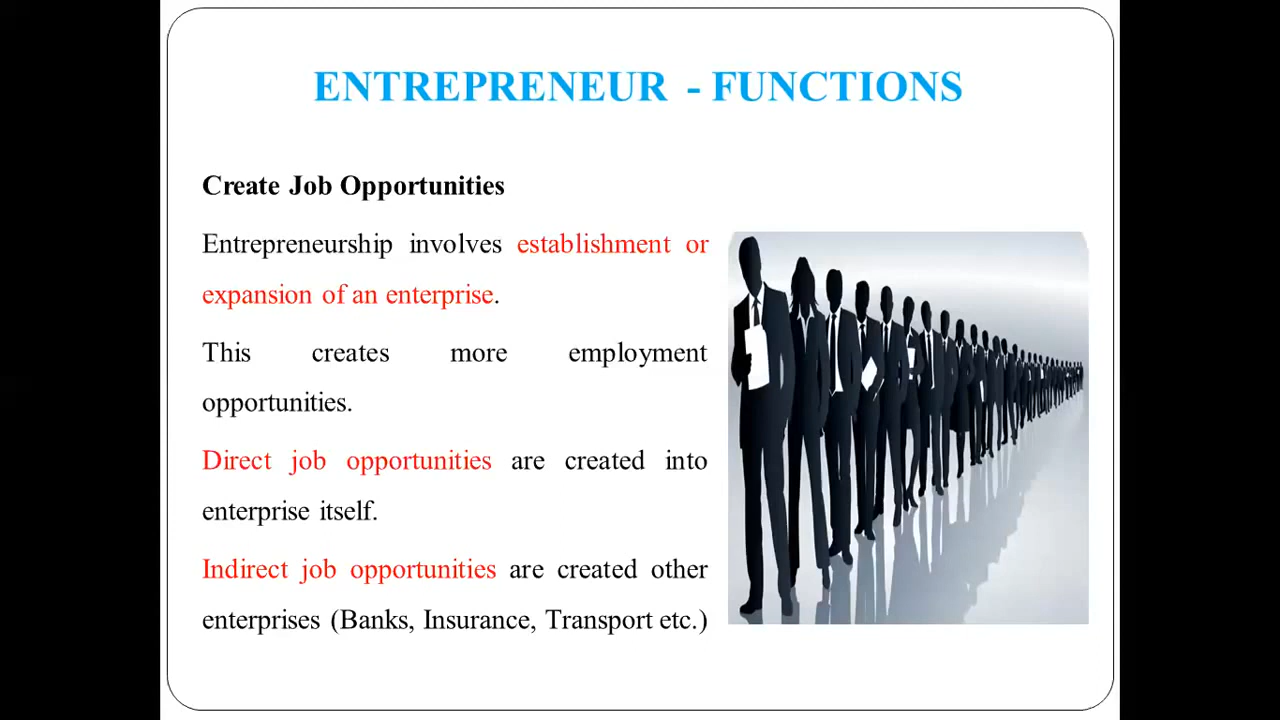 ENTREPRENEUR - FUNCTIONS
Create Job Opportunities
Entrepreneurship involves establishment or
expansion of an enterprise.
This creates more employment
opportunities.
Direct job opportunities are created into
enterprise itself.
Indirect job opportunities are created other
enterprises (Banks, Insurance, Transport etc.)